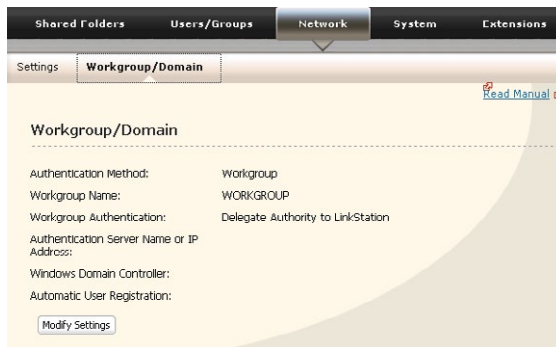 Shared Folders Users/Groups Network System Extensions
Settings Workgroup/Domain
Read Manual
Workgroup/Domain
Authentication Method: Workgroup
Workgroup Name: WORKGROUP
Workgroup Authentication: Delegate Authority to LinkStation
Authentication Server Name or IP
Address:
Windows Domain Controller:
Automatic User Registration:
Modify Settings